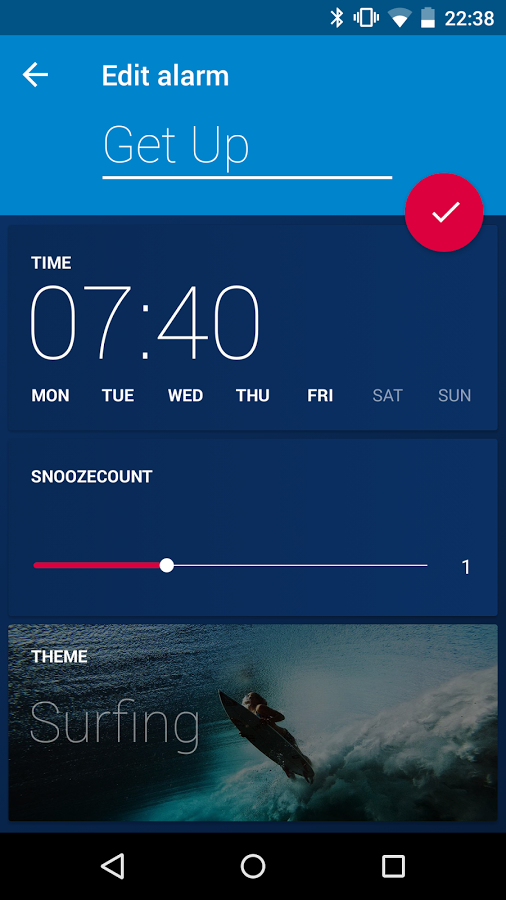 22:38
Edit alarm
Get Up
TIME
07:40
MON TUE WED THU FRI SAT SUN
SNOOZECOUNT
1
THEME
Surfing